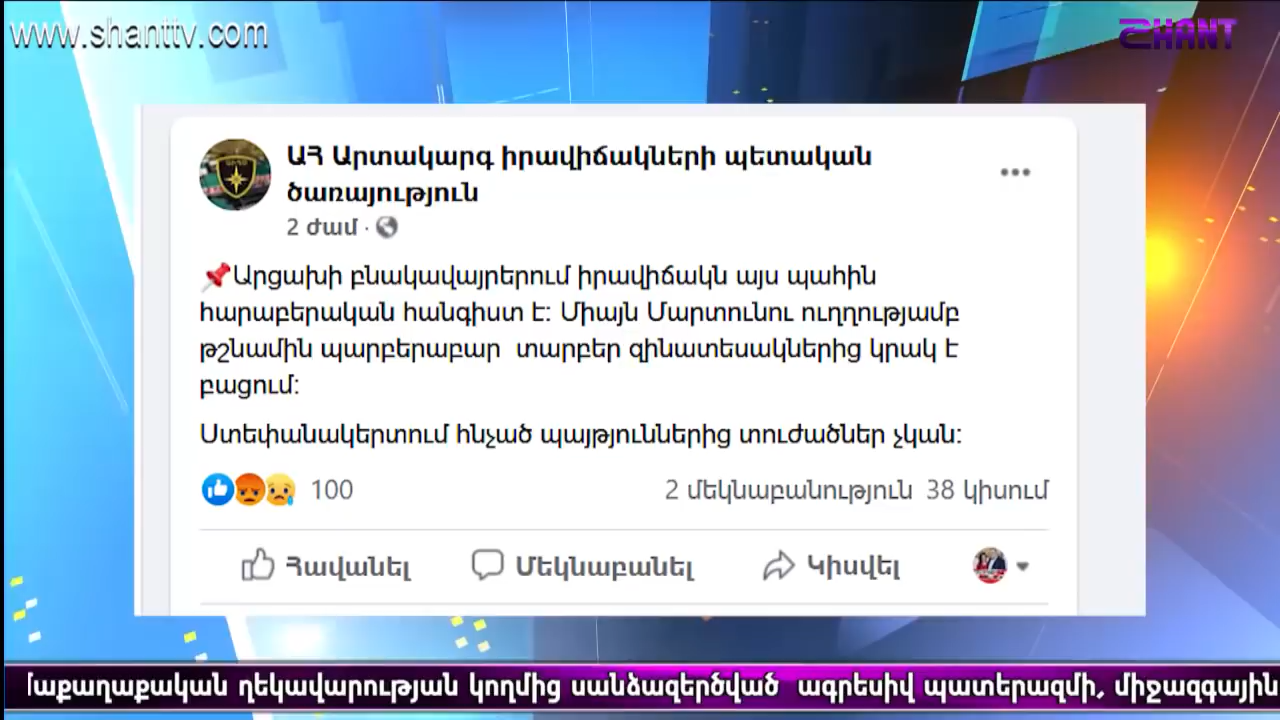 www.shanttv.com
SHANT
ԱՀ Արտակարգ իրավիճակների պետական
ծառայություն
2 ժամ ·
Արցախի բնակավայրերում իրավիճակն այս պահին
հարաբերական հանգիստ է։ Միայն Մարտունու ուղղությամբ
թշնամին պարբերաբար տարբեր զինատեսակներից կրակ է
բացում։
Ստեփանակերտում հնչած պայթյուններից տուժածներ չկան։
100
2 մեկնաբանություն 38 կիսում
Հավանել
Մեկնաբանել
Կիսվել
մաքաղաքական ղեկավարության կողմից սանձազերծված ագրեսիվ պատերազմի, միջազգային